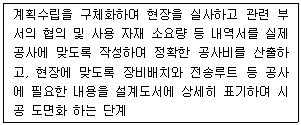 계획수립을 구체화하며 현장을 실사하고 관련 부
서의 협의 및 사용 자재 소요량 등 내역서를 실제
공사에 맞도록 작성하며 정확한 공사비를 산출하
고, 현장에 맞도록 장비배치와 전송루트 등 공사
에 필요한 내용을 설계도서에 상세히 표기하며 시
공 도면화 하는 단계